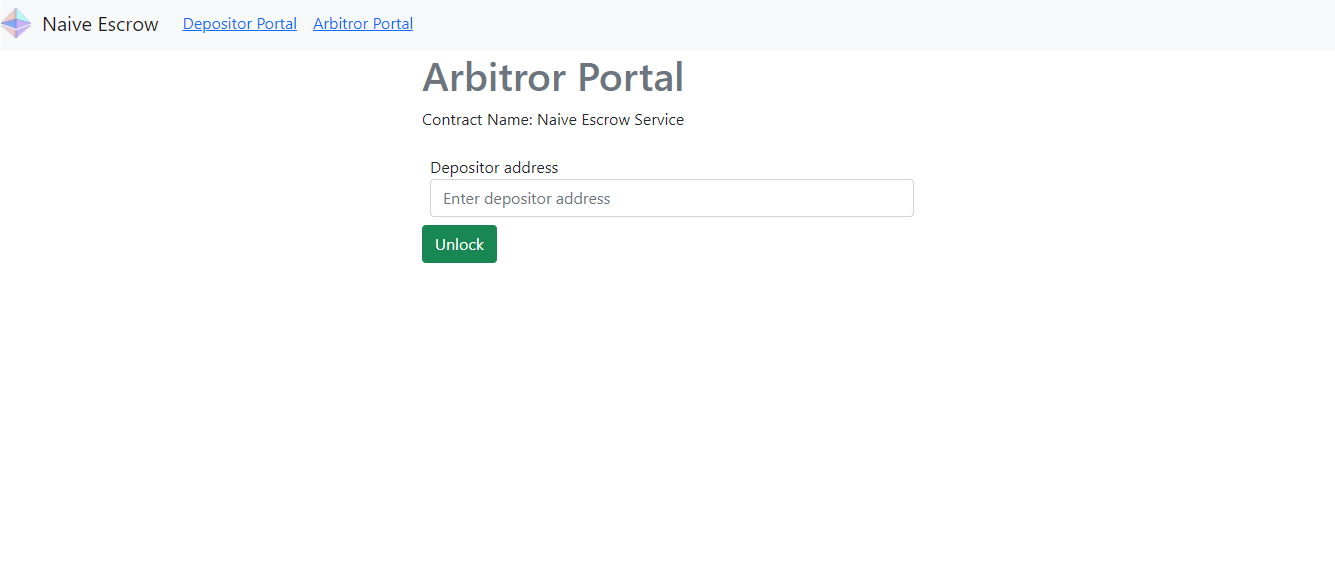 Naive Escrow Depositor Portal Arbitror Portal
Arbitror Portal
Contract Name: Naive Escrow Service
Depositor address
Enter depositor address
Unlock